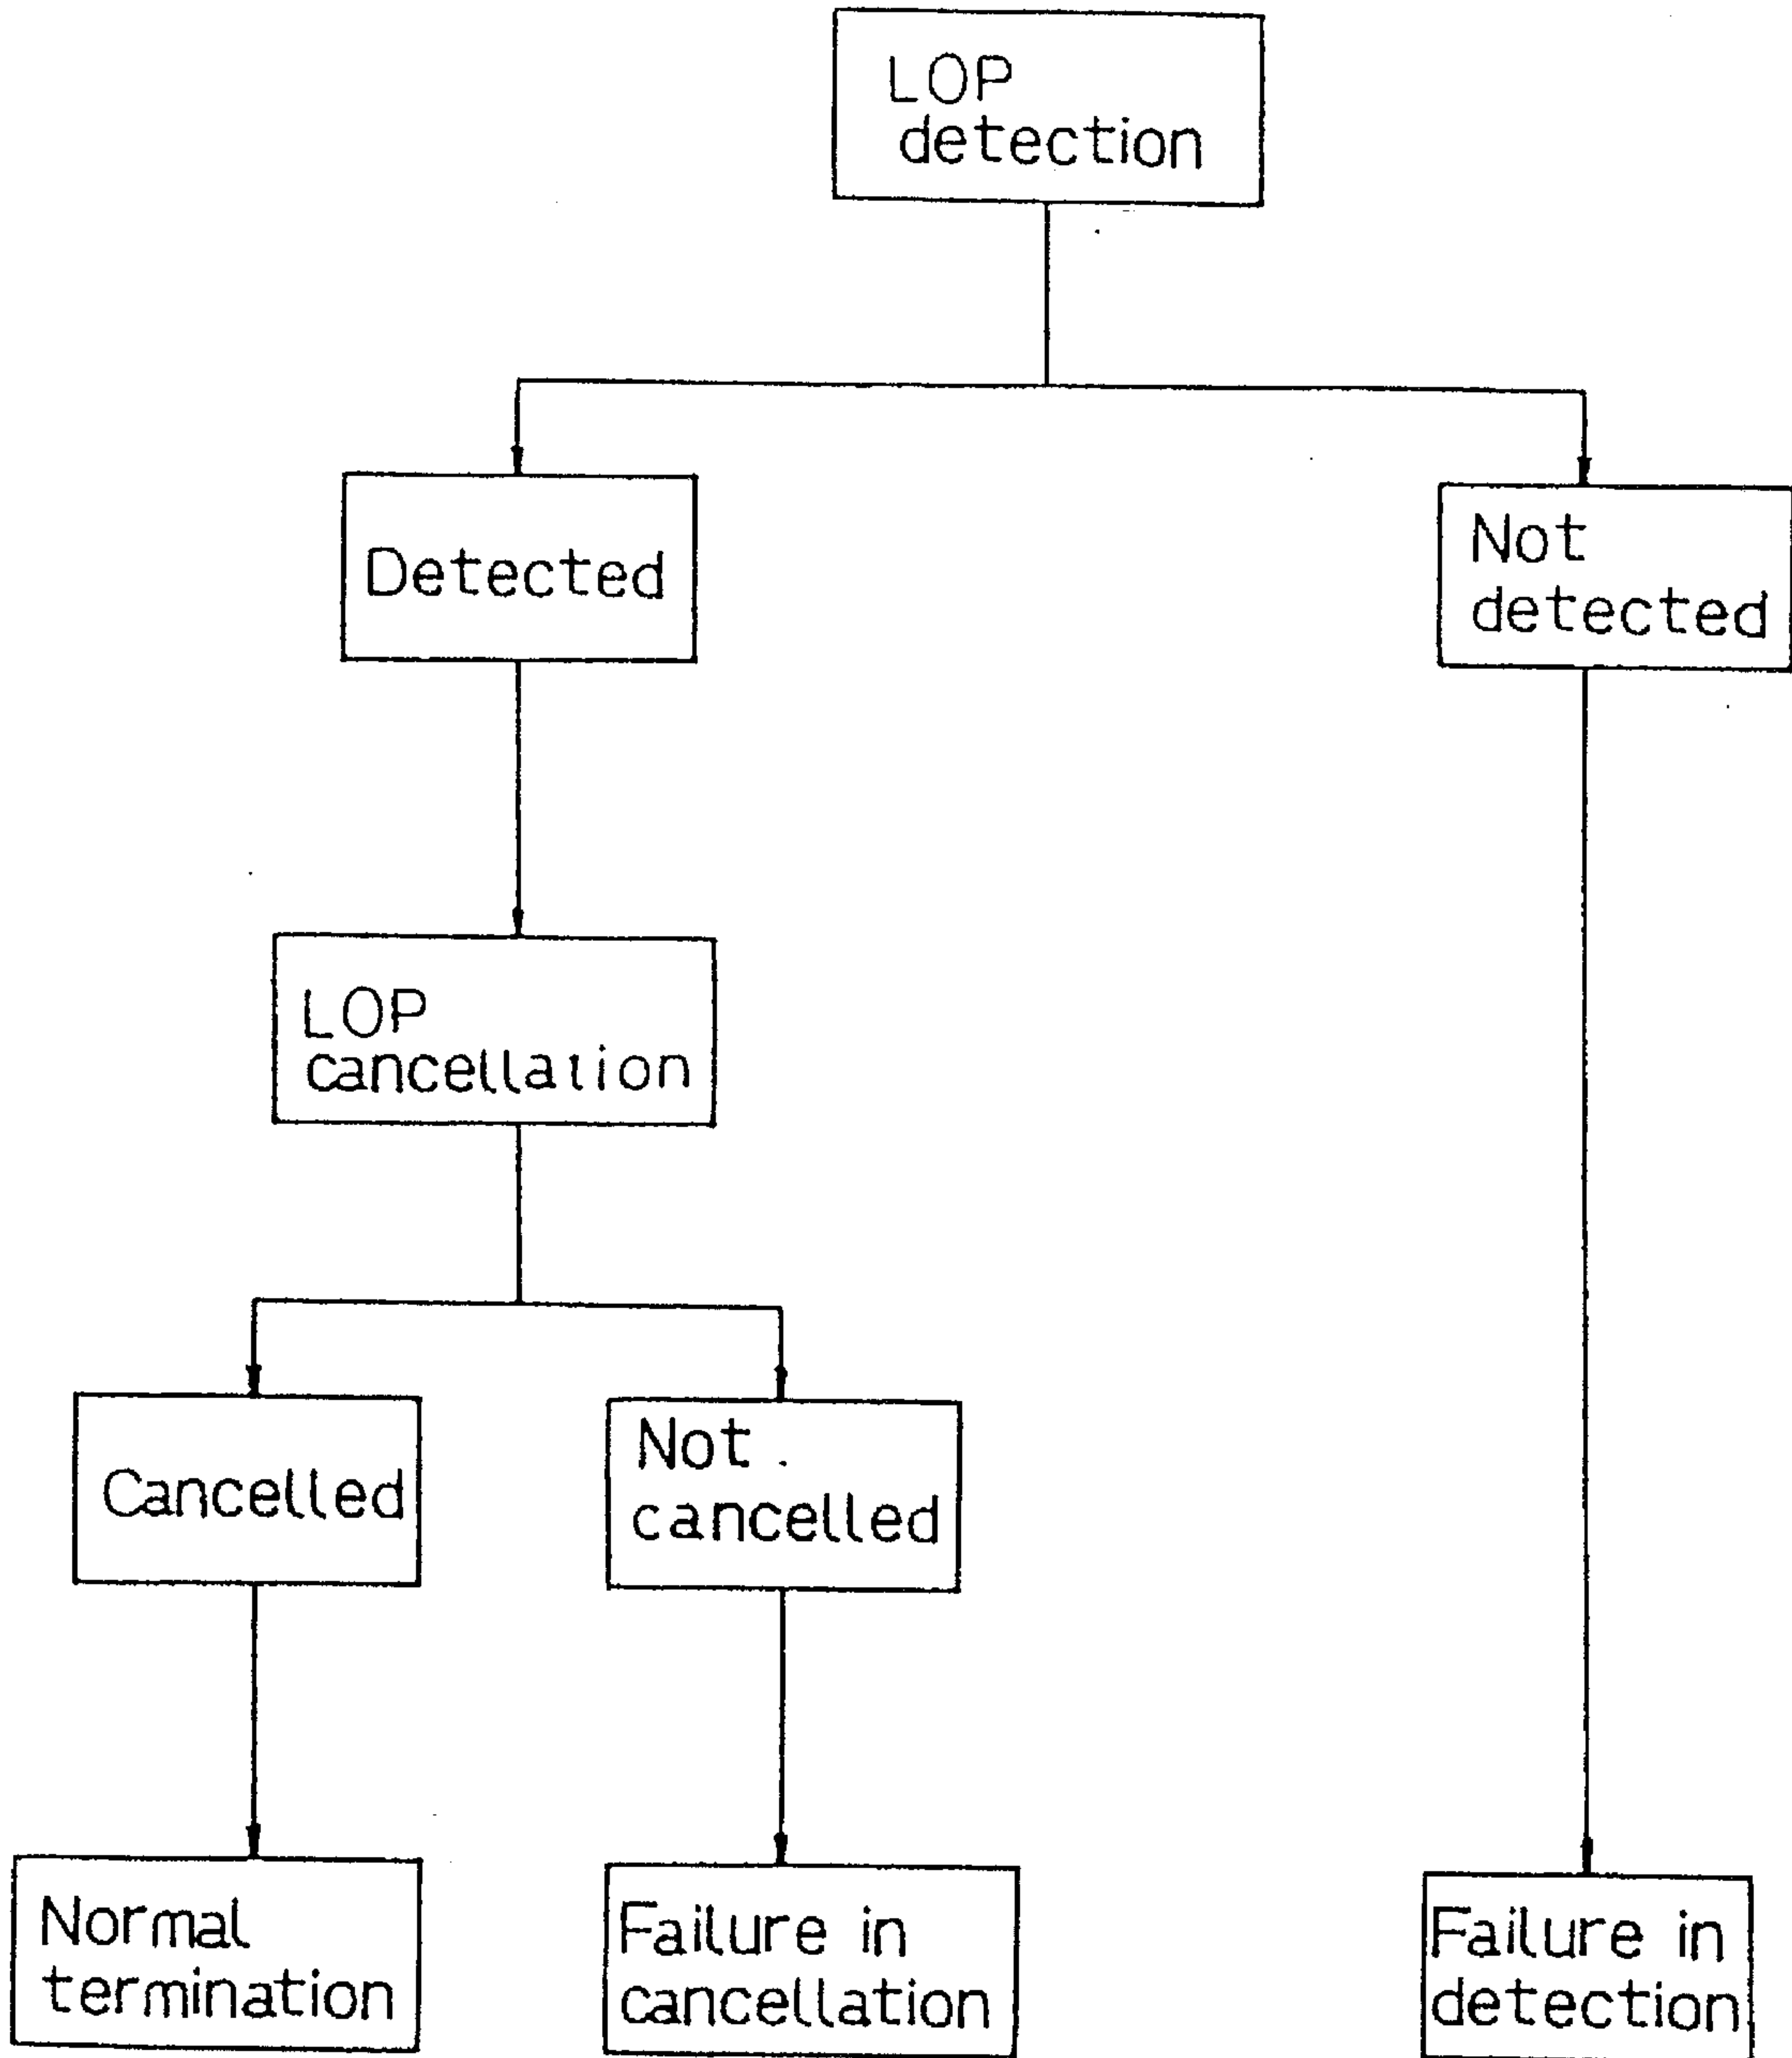 LOP
detection
Detected
Not
detected
LOP
cancellation
Cancelled
Not
cancelled
Normal
termination
Failure in
cancellation
Failure in
detection